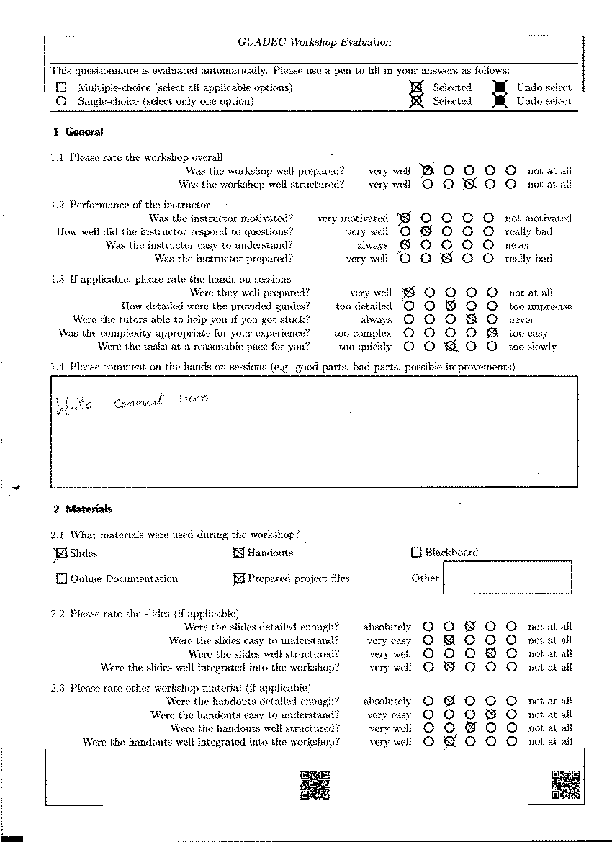 GLADEC Workshop Evaluation
This questionnaire is evaluated automatically. Please use a pen to fill in your answers as follows:
Multiple-choice (select all applicable options) Selected Undo select
Single-choice (select only one option) Selected Undo select
1 General
1.1 Please rate the workshop overall
Was the workshop well prepared? very well not at all
Was the workshop well structured? very well not at all
1.2 Performance of the instructor
Was the instructor motivated? very motivated not motivated
How well did the instructor respond to questions? very well really bad
Was the instructor easy to understand? always never
Was the instructor prepared? very well really bad
1.3 If applicable, please rate the hands on sessions
Were they well prepared? very well not at all
How detailed were the provided guides? too detailed too imprecise
Were the tutors able to help you if you got stuck? always never
Was the complexity appropriate for your experience? too complex too easy
Were the tasks at a reasonable pace for you? too quickly too slowly
1.4 Please comment on the hands on sessions (e.g. good parts, bad parts, possible improvements)
Write comment here
2 Materials
2.1 What materials were used during the workshop?
Slides Handouts Blackboard
Online Documentation Prepared project files Other
2.2 Please rate the slides (if applicable)
Were the slides detailed enough? absolutely not at all
Were the slides easy to understand? very easy not at all
Were the slides well structured? very well not at all
Were the slides well integrated into the workshop? very well not at all
2.3 Please rate other workshop material (if applicable)
Were the handouts detailed enough? absolutely not at all
Were the handouts easy to understand? very easy not at all
Were the handouts well structured? very well not at all
Were the handouts well integrated into the workshop? very well not at all